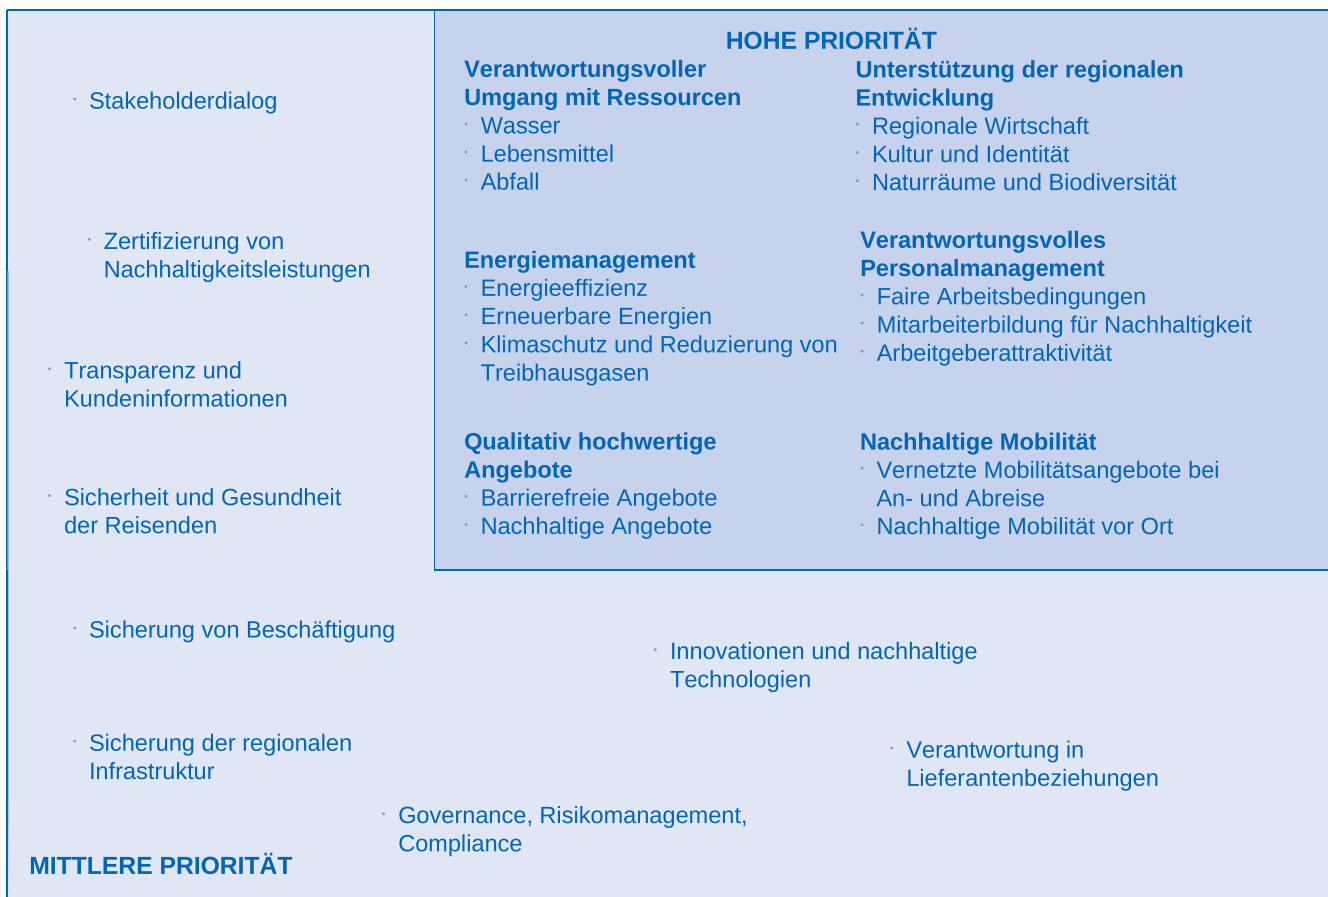 Stakeholderdialog
Zertifizierung von
Nachhaltigkeitsleistungen
Transparenz und
Kundeninformationen
Sicherheit und Gesundheit
der Reisenden
HOHE PRIORITÄT
Verantwortungsvoller
Umgang mit Ressourcen
· Wasser
· Lebensmittel
· Abfall
Energiemanagement
· Energieeffizienz
· Erneuerbare Energien
· Klimaschutz und Reduzierung von
Treibhausgasen
Qualitativ hochwertige
Angebote
· Barrierefreie Angebote
· Nachhaltige Angebote
Unterstützung der regionalen
Entwicklung
· Regionale Wirtschaft
· Kultur und Identität
· Naturräume und Biodiversität
Verantwortungsvolles
Personalmanagement
· Faire Arbeitsbedingungen
· Mitarbeiterbildung für Nachhaltigkeit
· Arbeitgeberattraktivität
Nachhaltige Mobilität
· Vernetzte Mobilitätsangebote bei
An- und Abreise
· Nachhaltige Mobilität vor Ort
· Sicherung von Beschäftigung
· Innovationen und nachhaltige
Technologien
· Sicherung der regionalen
Infrastruktur
· Verantwortung in
Lieferantenbeziehungen
· Governance, Risikomanagement,
Compliance
MITTLERE PRIORITÄT